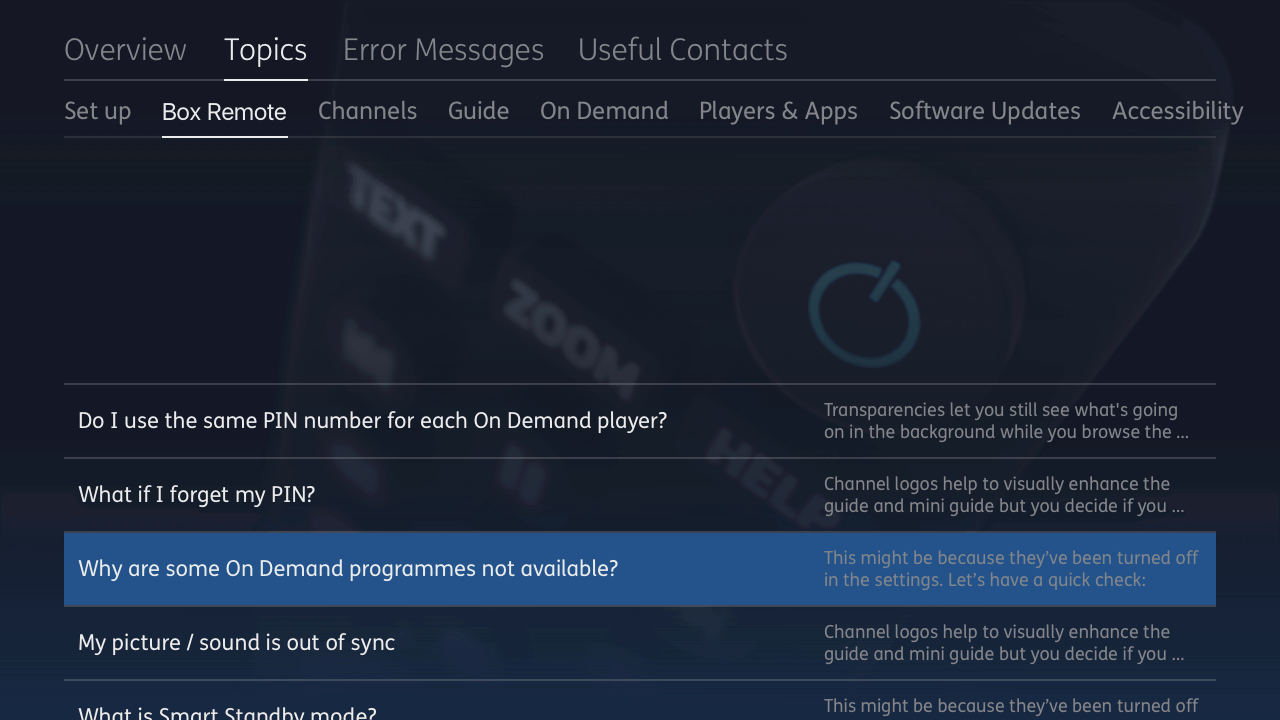 Overview Topics Error Messages Useful Contacts
Set up Box Remote Channels Guide On Demand Players & Apps Software Updates Accessibility
TEXT
ZOOM
HELP
Do I use the same PIN number for each On Demand player?
Transparencies let you still see what's going
on in the background while you browse the ...
What if I forget my PIN?
Channel logos help to visually enhance the
guide and mini guide but you decide if you ...
Why are some On Demand programmes not available?
This might be because they’ve been turned off
in the settings. Let’s have a quick check:
My picture / sound is out of sync
Channel logos help to visually enhance the
guide and mini guide but you decide if you ...
What is Smart Standby mode?
This might be because they’ve been turned off